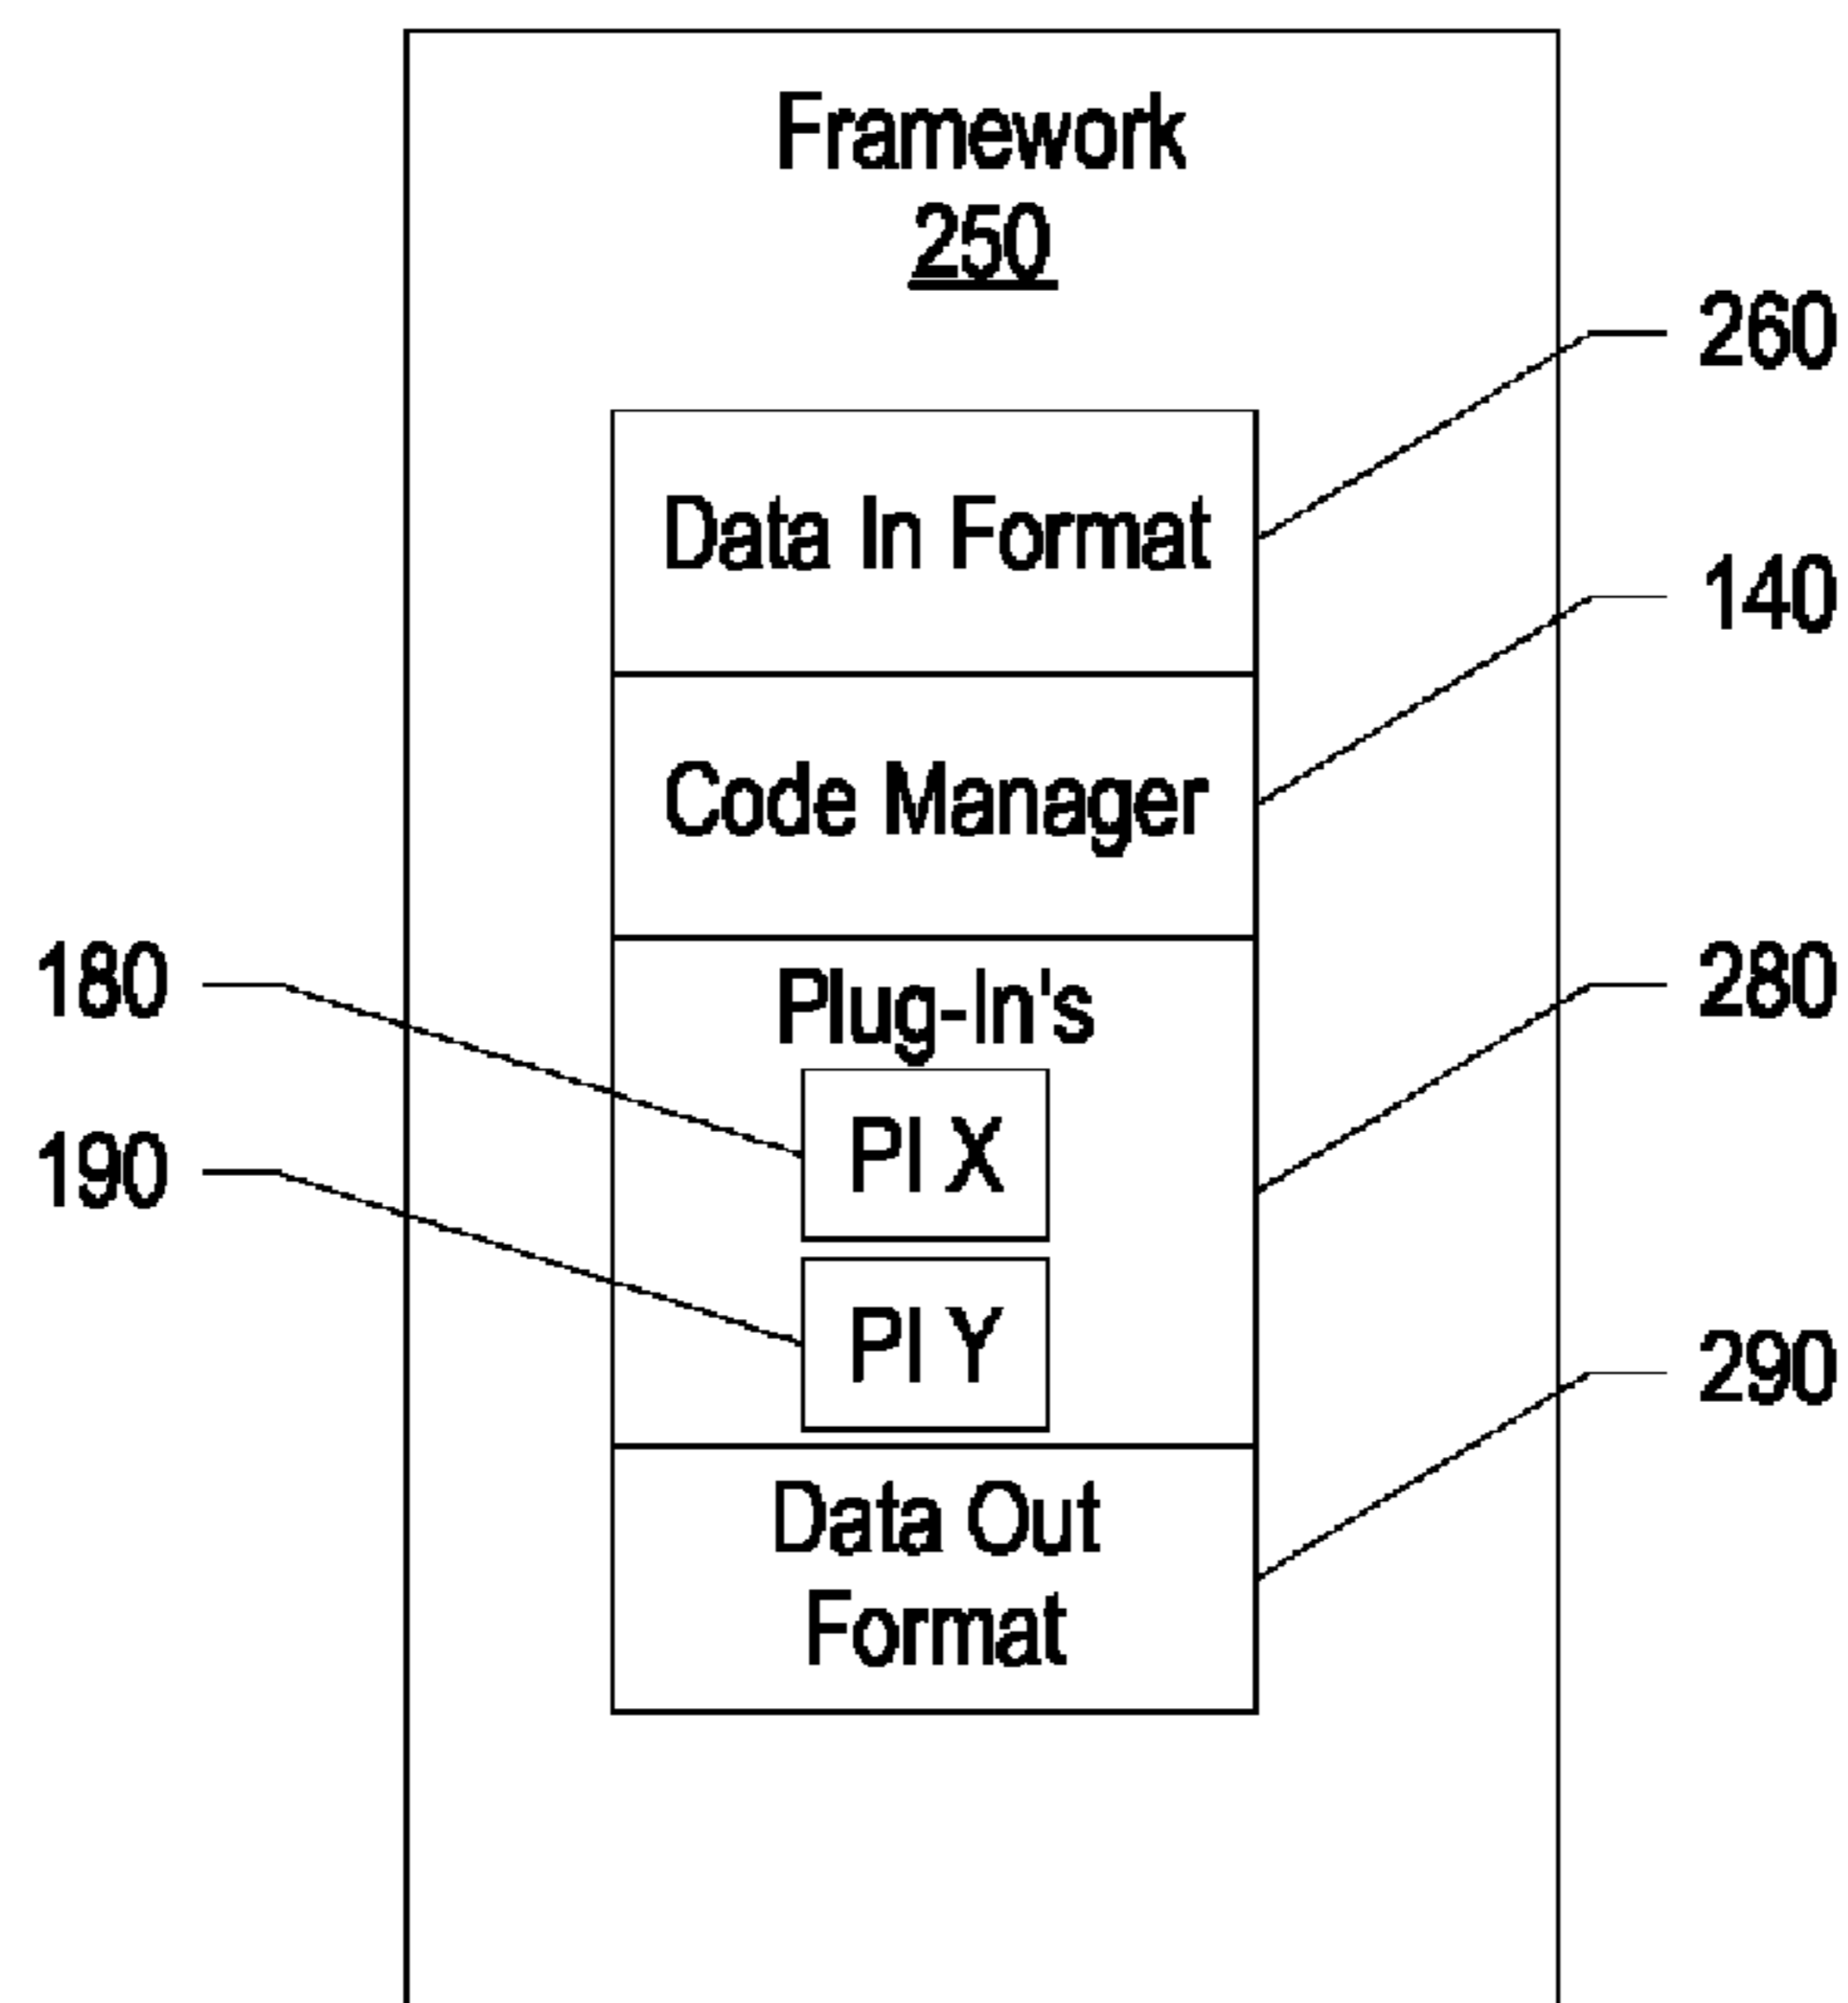 Framework
250
260
Data In Format
140
Code Manager
180
280
Plug-In's
PI X
190
PI Y
290
Data Out
Format